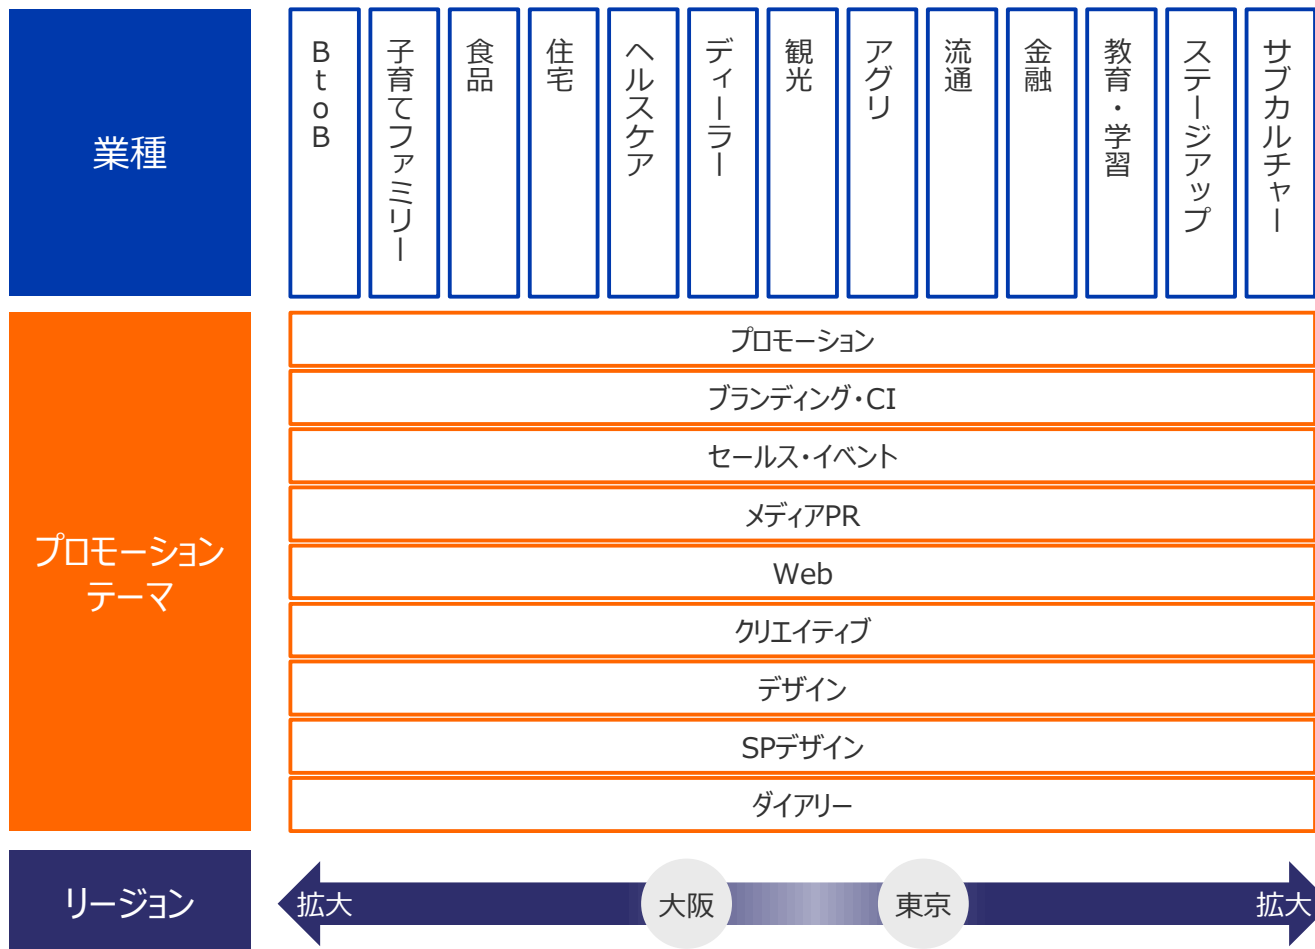 業種
BtoB
子育てファミリー
食品
住宅
ヘルスケア
ディーラー
観光
アグリ
流通
金融
教育・学習
ステージアップ
サブカルチャー
プロモーション
テーマ
プロモーション
ブランディング・CI
セールス・イベント
メディアPR
Web
クリエイティブ
デザイン
SPデザイン
ダイアリー
リージョン
拡大
大阪
東京
拡大